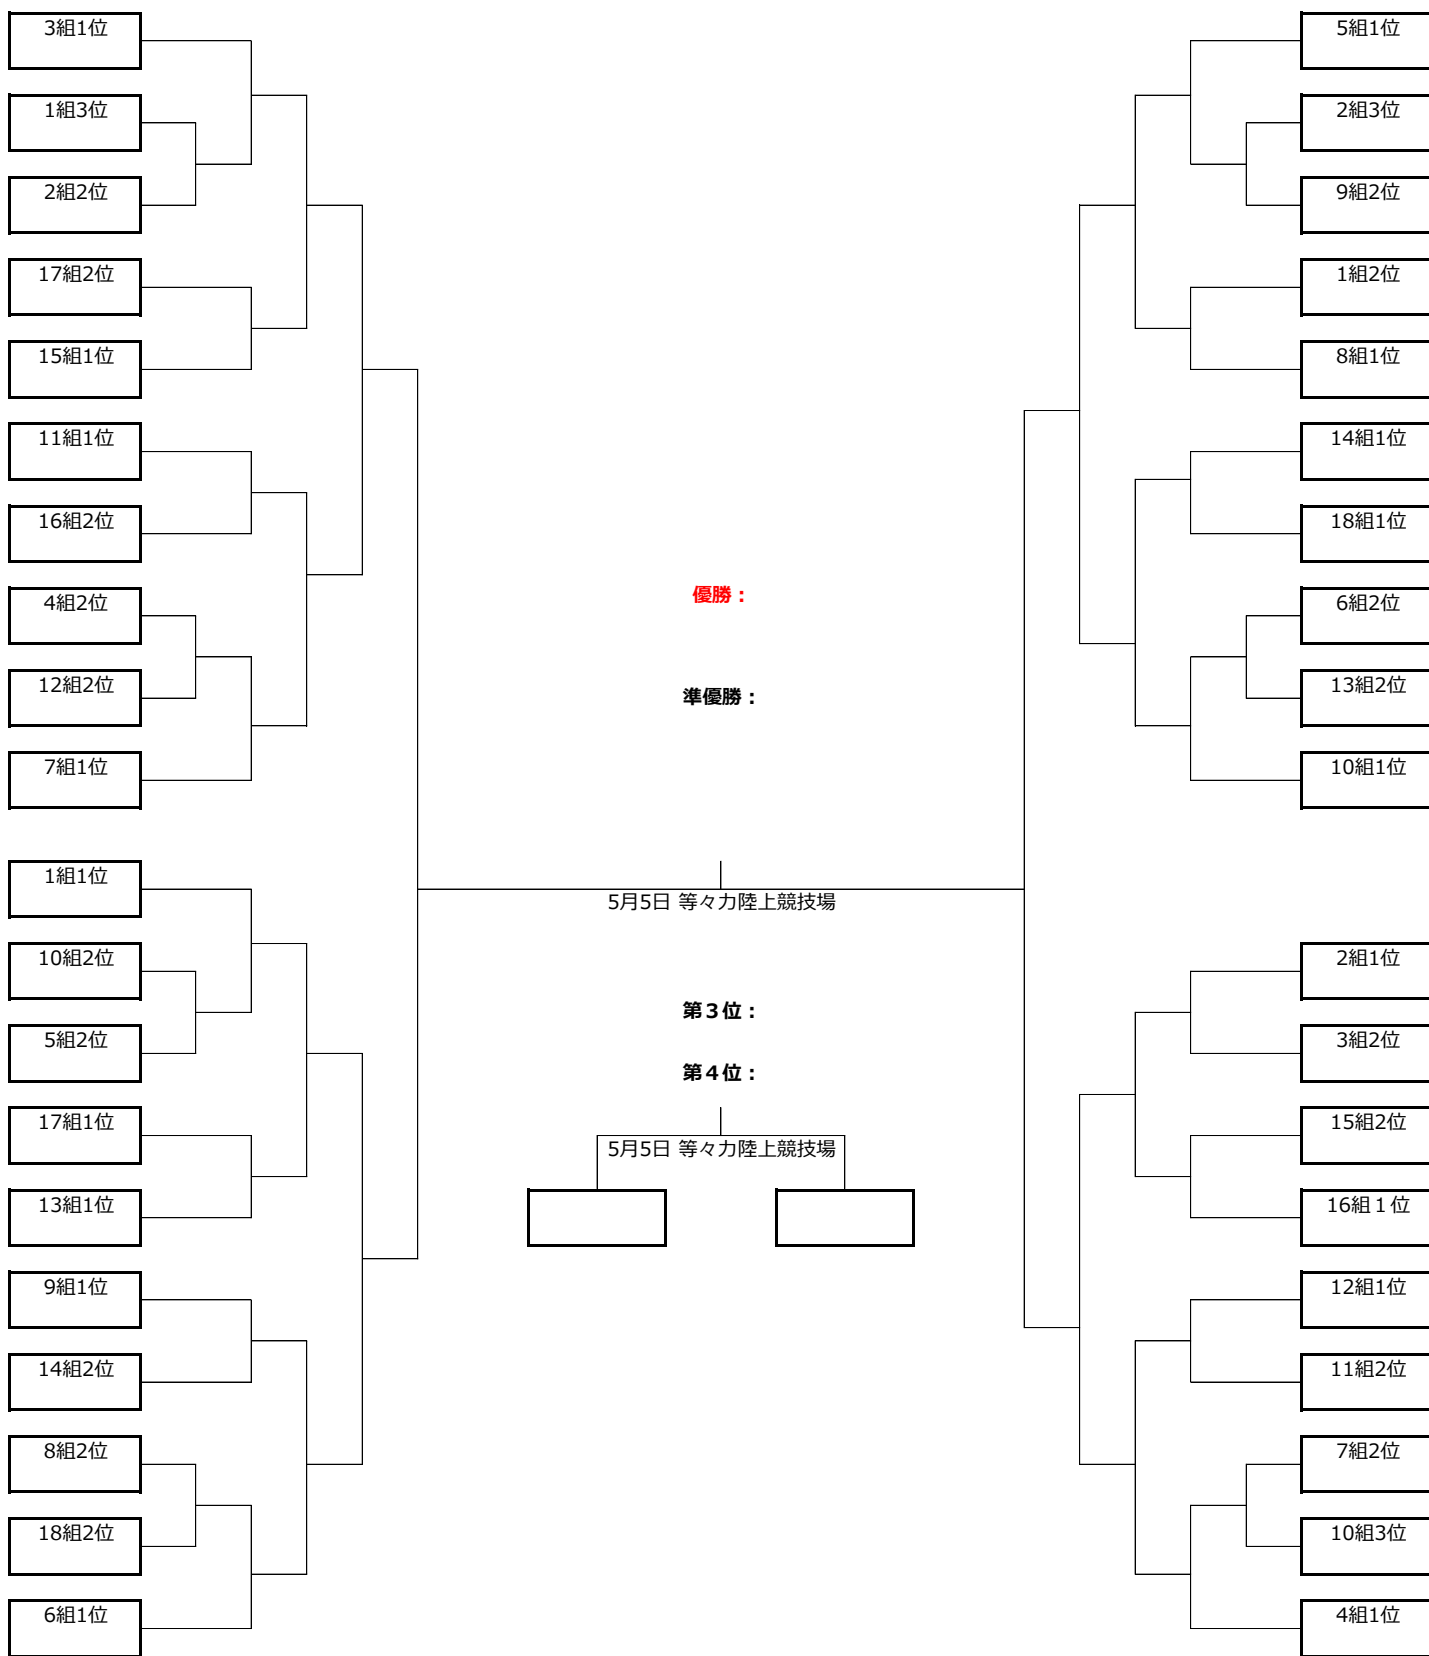 3組1位
1組3位
2組2位
17組2位
15組1位
11組1位
16組2位
4組2位
12組2位
7組1位
1組1位
10組2位
5組2位
17組1位
13組1位
9組1位
14組2位
8組2位
18組2位
6組1位
優勝：
準優勝：
5月5日 等々力陸上競技場
第３位：
第４位：
5月5日 等々力陸上競技場
5組1位
2組3位
9組2位
1組2位
8組1位
14組1位
18組1位
6組2位
13組2位
10組1位
2組1位
3組2位
15組2位
16組１位
12組1位
11組2位
7組2位
10組3位
4組1位